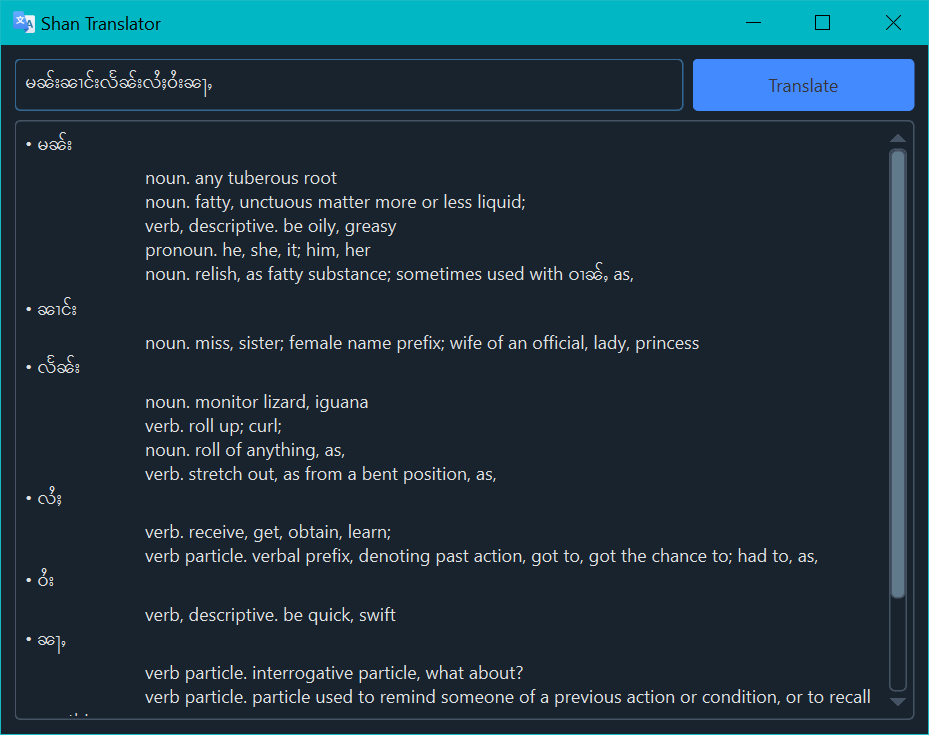 Shan Translator
မၼ်းၼၢင်းလႅၼ်းလႆႈဝႆးၼႃႇ
Translate
• မၼ်း
noun. any tuberous root
noun. fatty, unctuous matter more or less liquid;
verb, descriptive. be oily, greasy
pronoun. he, she, it; him, her
noun. relish, as fatty substance; sometimes used with ဝၢၼ်ႇ as,
• ၼၢင်း
noun. miss, sister; female name prefix; wife of an official, lady, princess
• လႅၼ်း
noun. monitor lizard, iguana
verb. roll up; curl;
noun. roll of anything, as,
verb. stretch out, as from a bent position, as,
• လႆႈ
verb. receive, get, obtain, learn;
verb particle. verbal prefix, denoting past action, got to, got the chance to; had to, as,
• ဝႆး
verb, descriptive. be quick, swift
• ၼႃႇ
verb particle. interrogative particle, what about?
verb particle. particle used to remind someone of a previous action or condition, or to recall